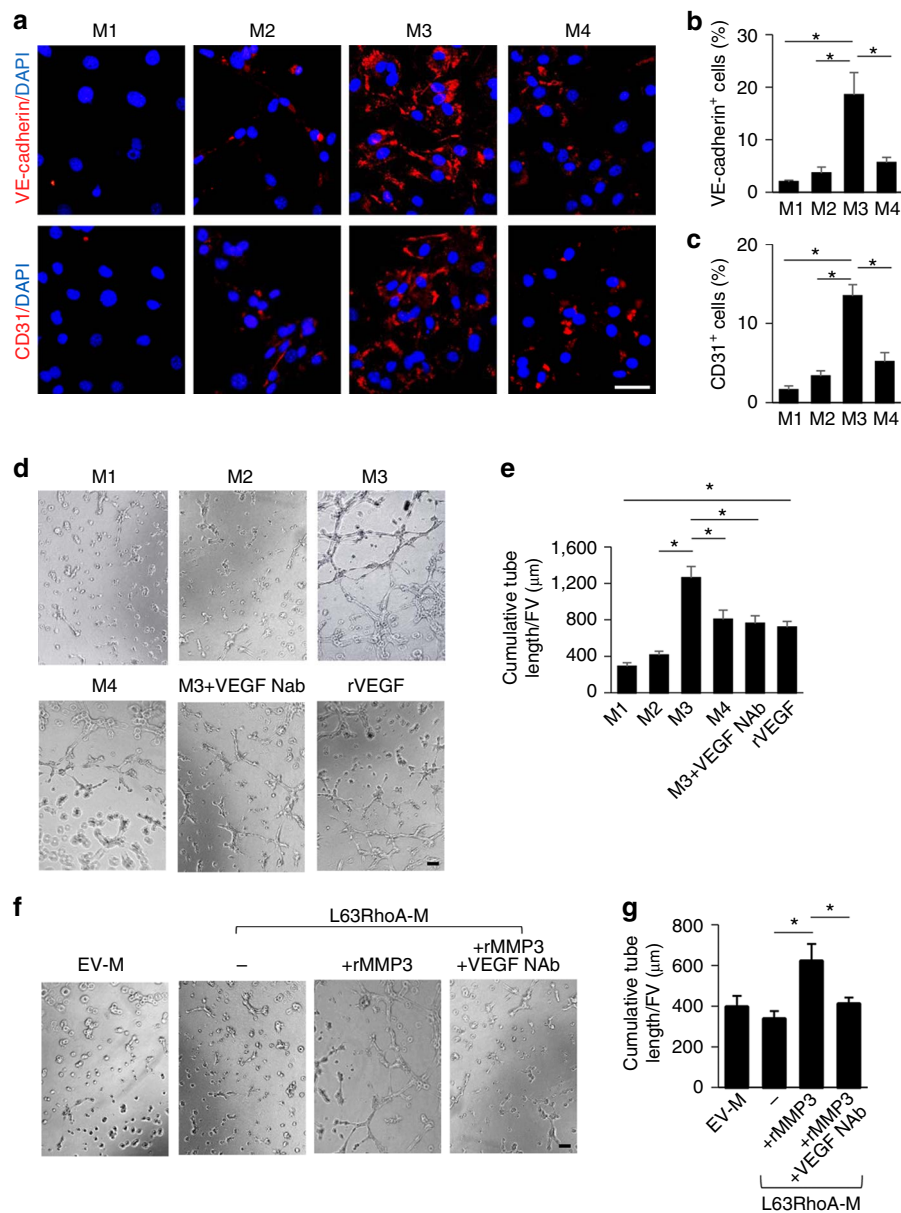 a
M1 M2 M3 M4
VE-cadherin/DAPI
CD31/DAPI
b
VE-cadherin+ cells (%)
30
20
10
0
* * *
M1 M2 M3 M4
c
CD31+ cells (%)
20
10
0
* * *
M1 M2 M3 M4
d
M1 M2 M3
M4 M3+VEGF Nab rVEGF
e
Cumulative tube
length/FV (μm)
1,600
1,200
800
400
0
*
*
* *
M1 M2 M3 M4 M3+VEGF NAb rVEGF
f
L63RhoA-M
EV-M – +rMMP3 +rMMP3
+VEGF NAb
g
Cumulative tube
length/FV (μm)
800
600
400
200
0
* *
EV-M – +rMMP3 +rMMP3
+VEGF NAb
L63RhoA-M